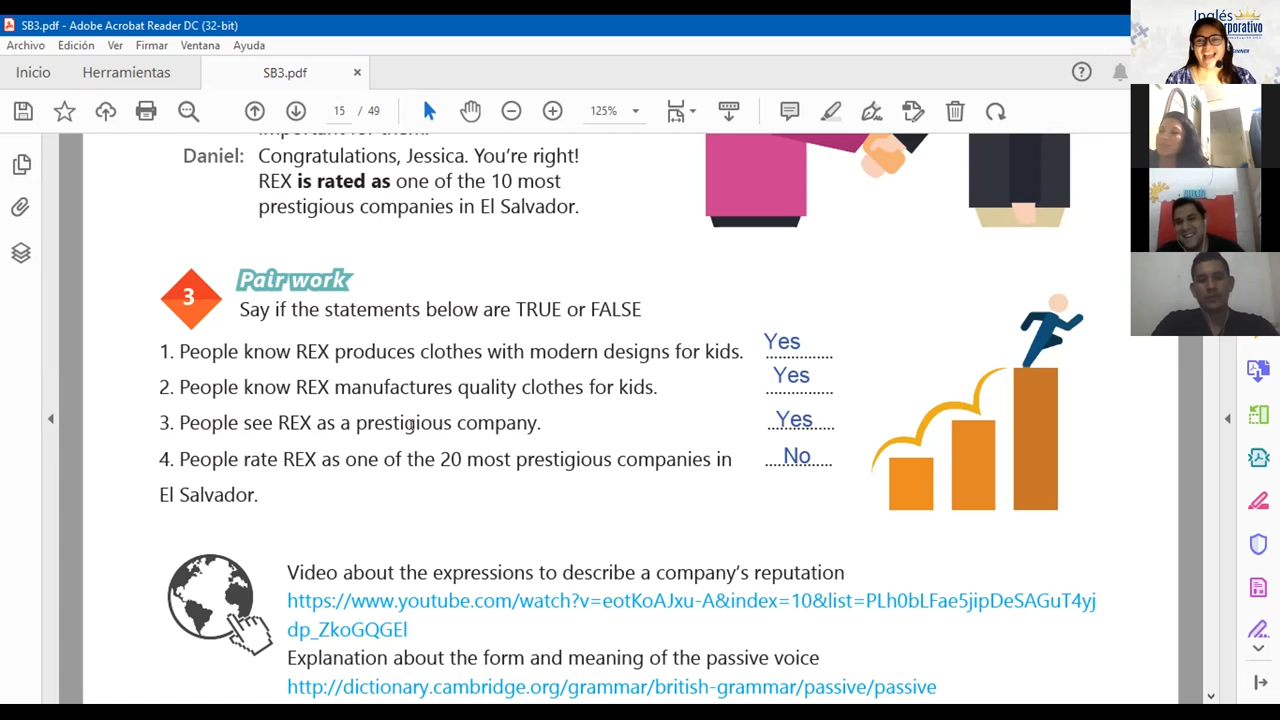 SB3.pdf - Adobe Acrobat Reader DC (32-bit)
Archivo Edición Ver Firmar Ventana Ayuda
Inicio Herramientas SB3.pdf ×
15 / 49 125%
important for them.
Daniel: Congratulations, Jessica. You're right!
REX is rated as one of the 10 most
prestigious companies in El Salvador.
3 Pair work
Say if the statements below are TRUE or FALSE
1. People know REX produces clothes with modern designs for kids. Yes
2. People know REX manufactures quality clothes for kids. Yes
3. People see REX as a prestigious company. Yes
4. People rate REX as one of the 20 most prestigious companies in No
El Salvador.
Video about the expressions to describe a company's reputation
https://www.youtube.com/watch?v=eotKoAJxu-A&index=10&list=PLh0bLFae5jipDeSAGuT4yj
dp_ZkoGQGEl
Explanation about the form and meaning of the passive voice
http://dictionary.cambridge.org/grammar/british-grammar/passive/passive
Inglés